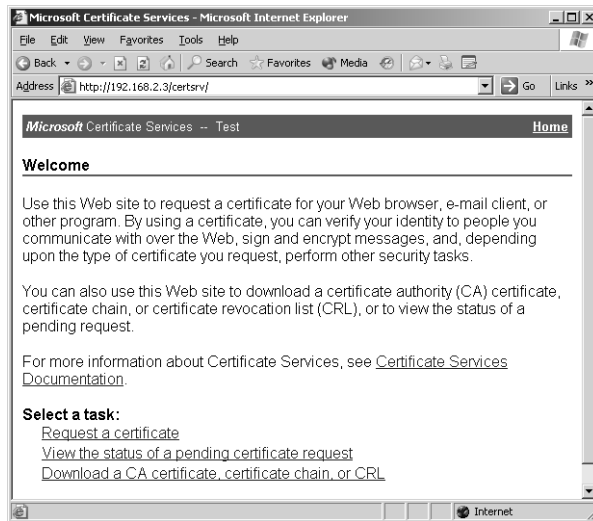 Microsoft Certificate Services - Microsoft Internet Explorer
File Edit View Favorites Tools Help
Back Search Favorites Media
Address http://192.168.2.3/certsrv/ Go Links »
Microsoft Certificate Services -- Test Home
Welcome
Use this Web site to request a certificate for your Web browser, e-mail client, or
other program. By using a certificate, you can verify your identity to people you
communicate with over the Web, sign and encrypt messages, and, depending
upon the type of certificate you request, perform other security tasks.
You can also use this Web site to download a certificate authority (CA) certificate,
certificate chain, or certificate revocation list (CRL), or to view the status of a
pending request.
For more information about Certificate Services, see Certificate Services
Documentation.
Select a task:
Request a certificate
View the status of a pending certificate request
Download a CA certificate, certificate chain, or CRL
Internet